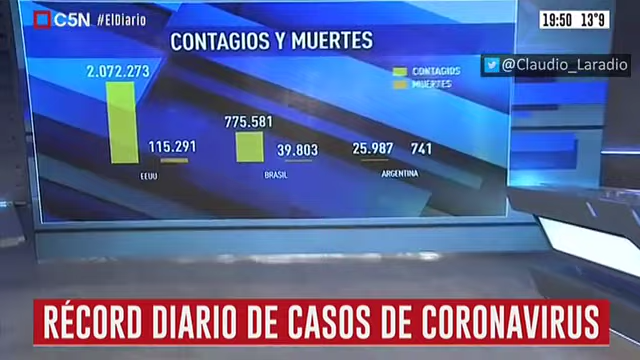 C5N #ElDiario
19:50 13°9
CONTAGIOS Y MUERTES
@Claudio_Laradio
CONTAGIOS
MUERTES
2.072.273
115.291
775.581
39.803
25.987
741
EEUU
BRASIL
ARGENTINA
RÉCORD DIARIO DE CASOS DE CORONAVIRUS